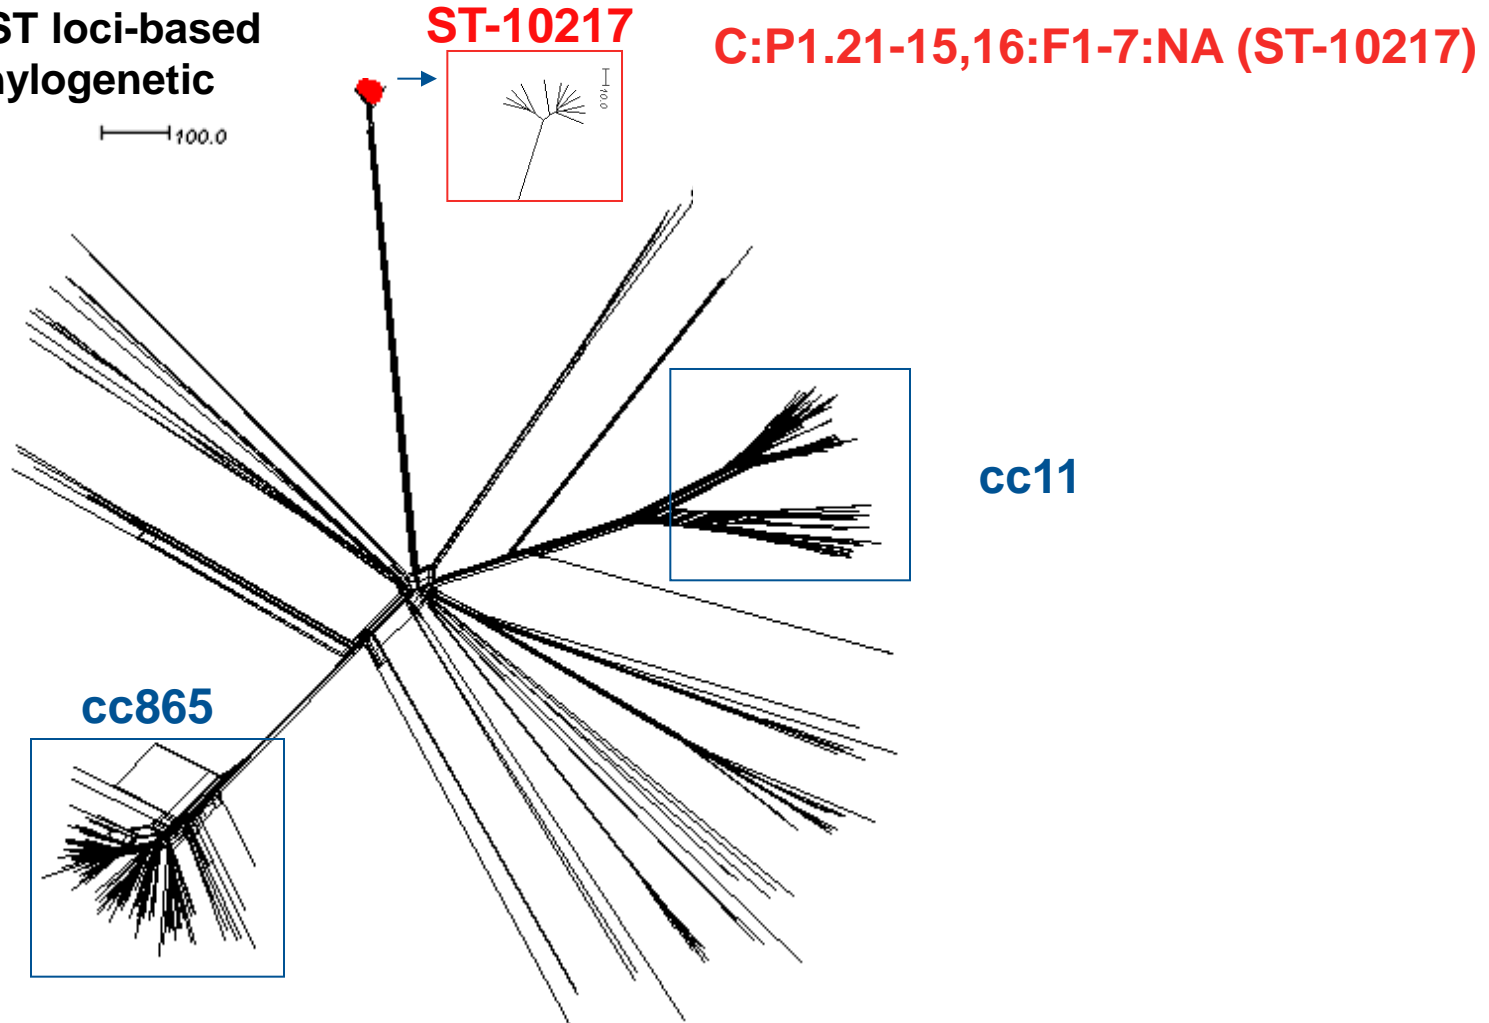 ST loci-based
ylogenetic
100.0
ST-10217
10.0
C:P1.21-15,16:F1-7:NA (ST-10217)
cc11
cc865